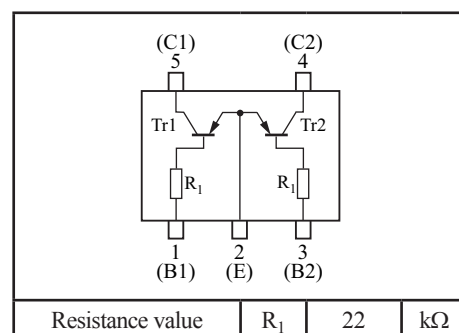 (C1) (C2)
5 4
Tr1 Tr2
R1 R1
1 2 3
(B1) (E) (B2)
Resistance value R1 22 kΩ